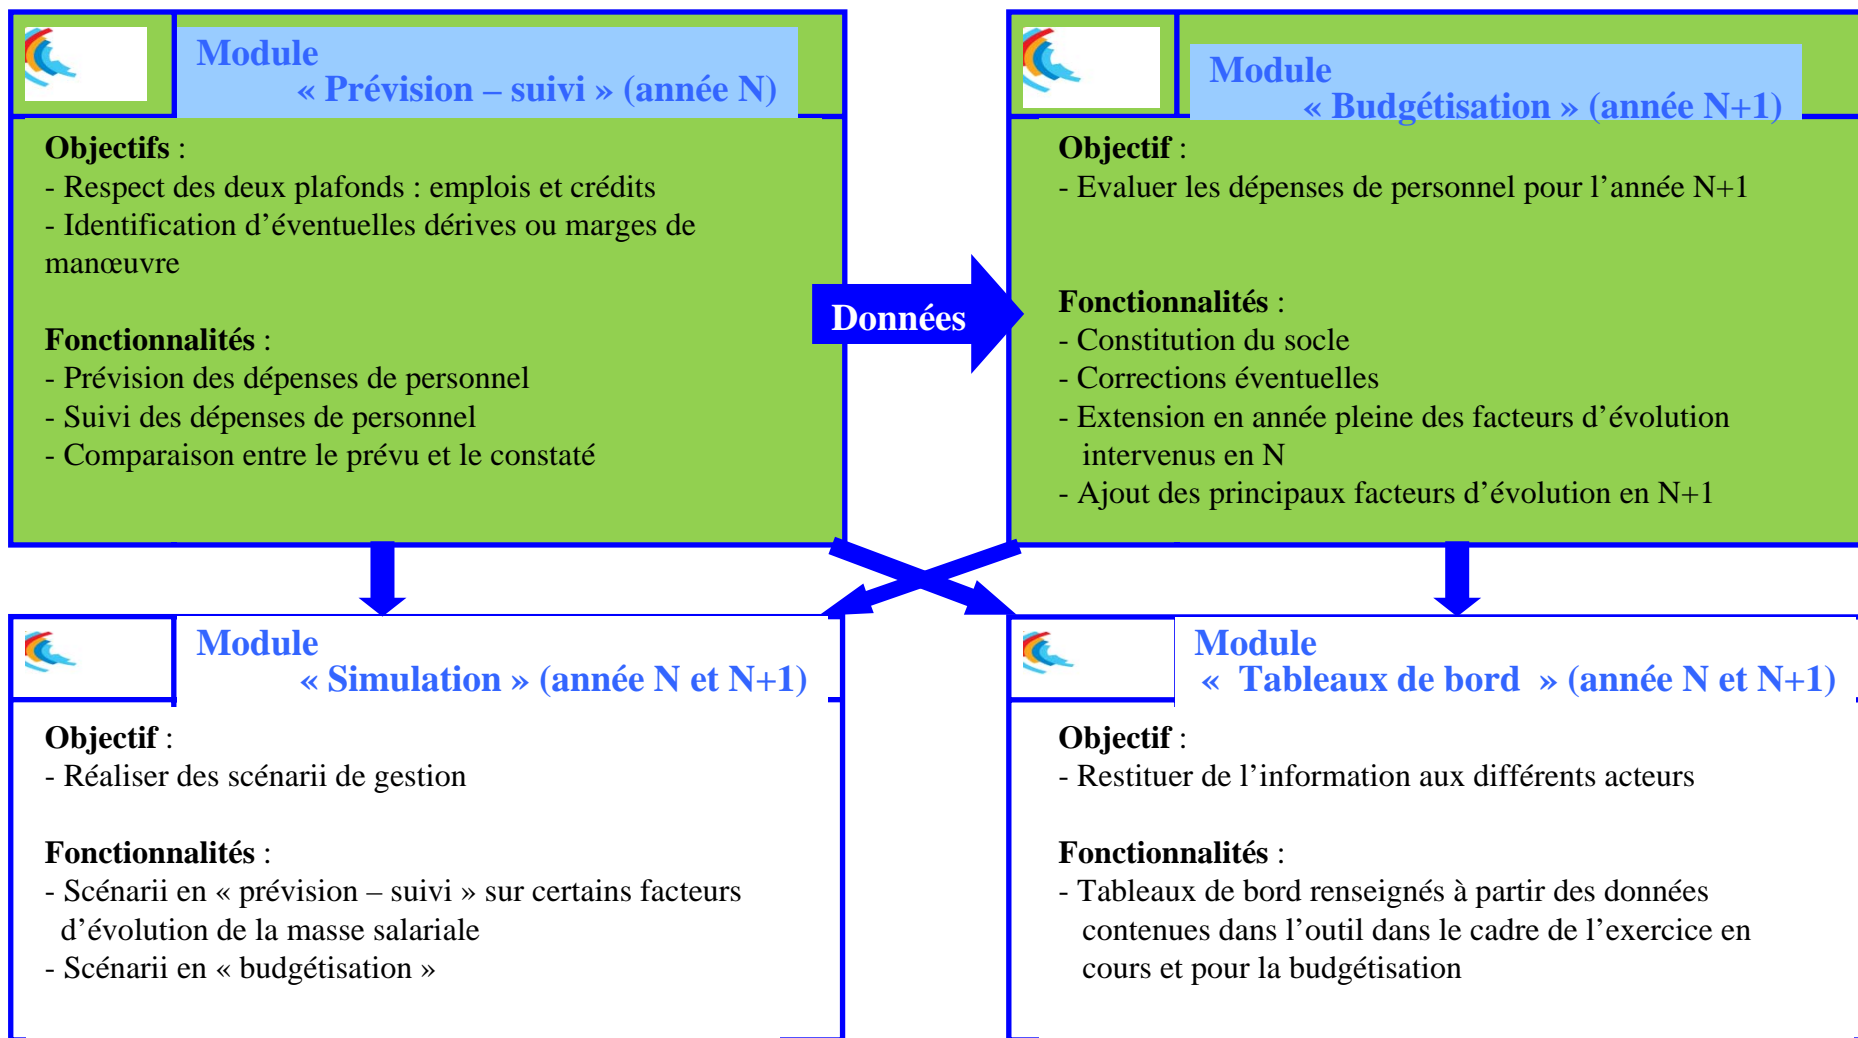 Module
« Prévision – suivi » (année N)
Objectifs :
- Respect des deux plafonds : emplois et crédits
- Identification d’éventuelles dérives ou marges de
manœuvre
Fonctionnalités :
- Prévision des dépenses de personnel
- Suivi des dépenses de personnel
- Comparaison entre le prévu et le constaté
Données
Module
« Budgétisation » (année N+1)
Objectif :
- Evaluer les dépenses de personnel pour l’année N+1
Fonctionnalités :
- Constitution du socle
- Corrections éventuelles
- Extension en année pleine des facteurs d’évolution
intervenus en N
- Ajout des principaux facteurs d’évolution en N+1
Module
« Simulation » (année N et N+1)
Objectif :
- Réaliser des scénarii de gestion
Fonctionnalités :
- Scénarii en « prévision – suivi » sur certains facteurs
d’évolution de la masse salariale
- Scénarii en « budgétisation »
Module
« Tableaux de bord » (année N et N+1)
Objectif :
- Restituer de l’information aux différents acteurs
Fonctionnalités :
- Tableaux de bord renseignés à partir des données
contenues dans l’outil dans le cadre de l’exercice en
cours et pour la budgétisation